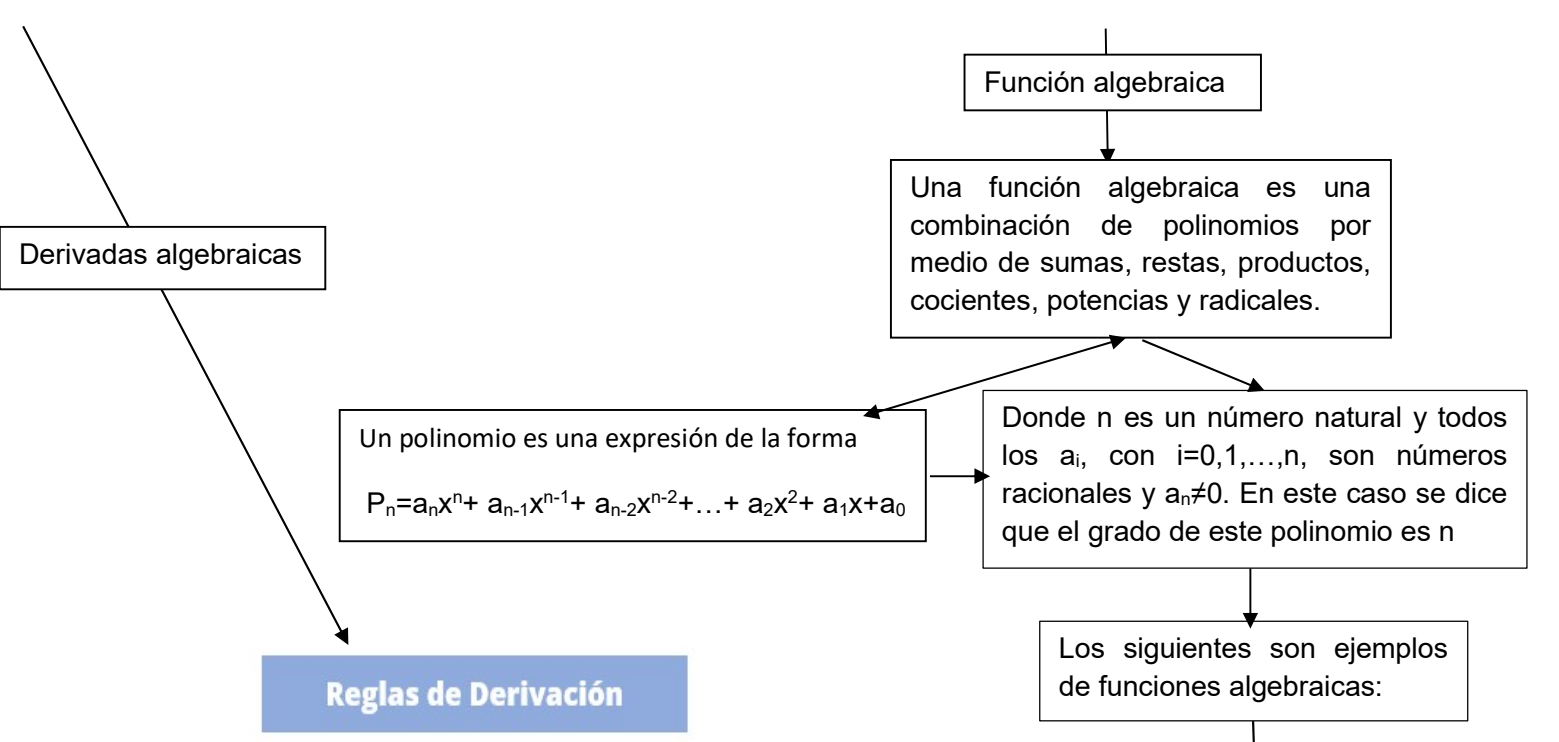 Función algebraica
Una función algebraica es una
combinación de polinomios por
medio de sumas, restas, productos,
cocientes, potencias y radicales.
Derivadas algebraicas
Un polinomio es una expresión de la forma
Pₙ=aₙxⁿ+ aₙ₋₁xⁿ⁻¹+ aₙ₋₂xⁿ⁻²+…+ a₂x²+ a₁x+a₀
Donde n es un número natural y todos
los aᵢ, con i=0,1,…,n, son números
racionales y aₙ≠0. En este caso se dice
que el grado de este polinomio es n
Los siguientes son ejemplos
de funciones algebraicas:
Reglas de Derivación